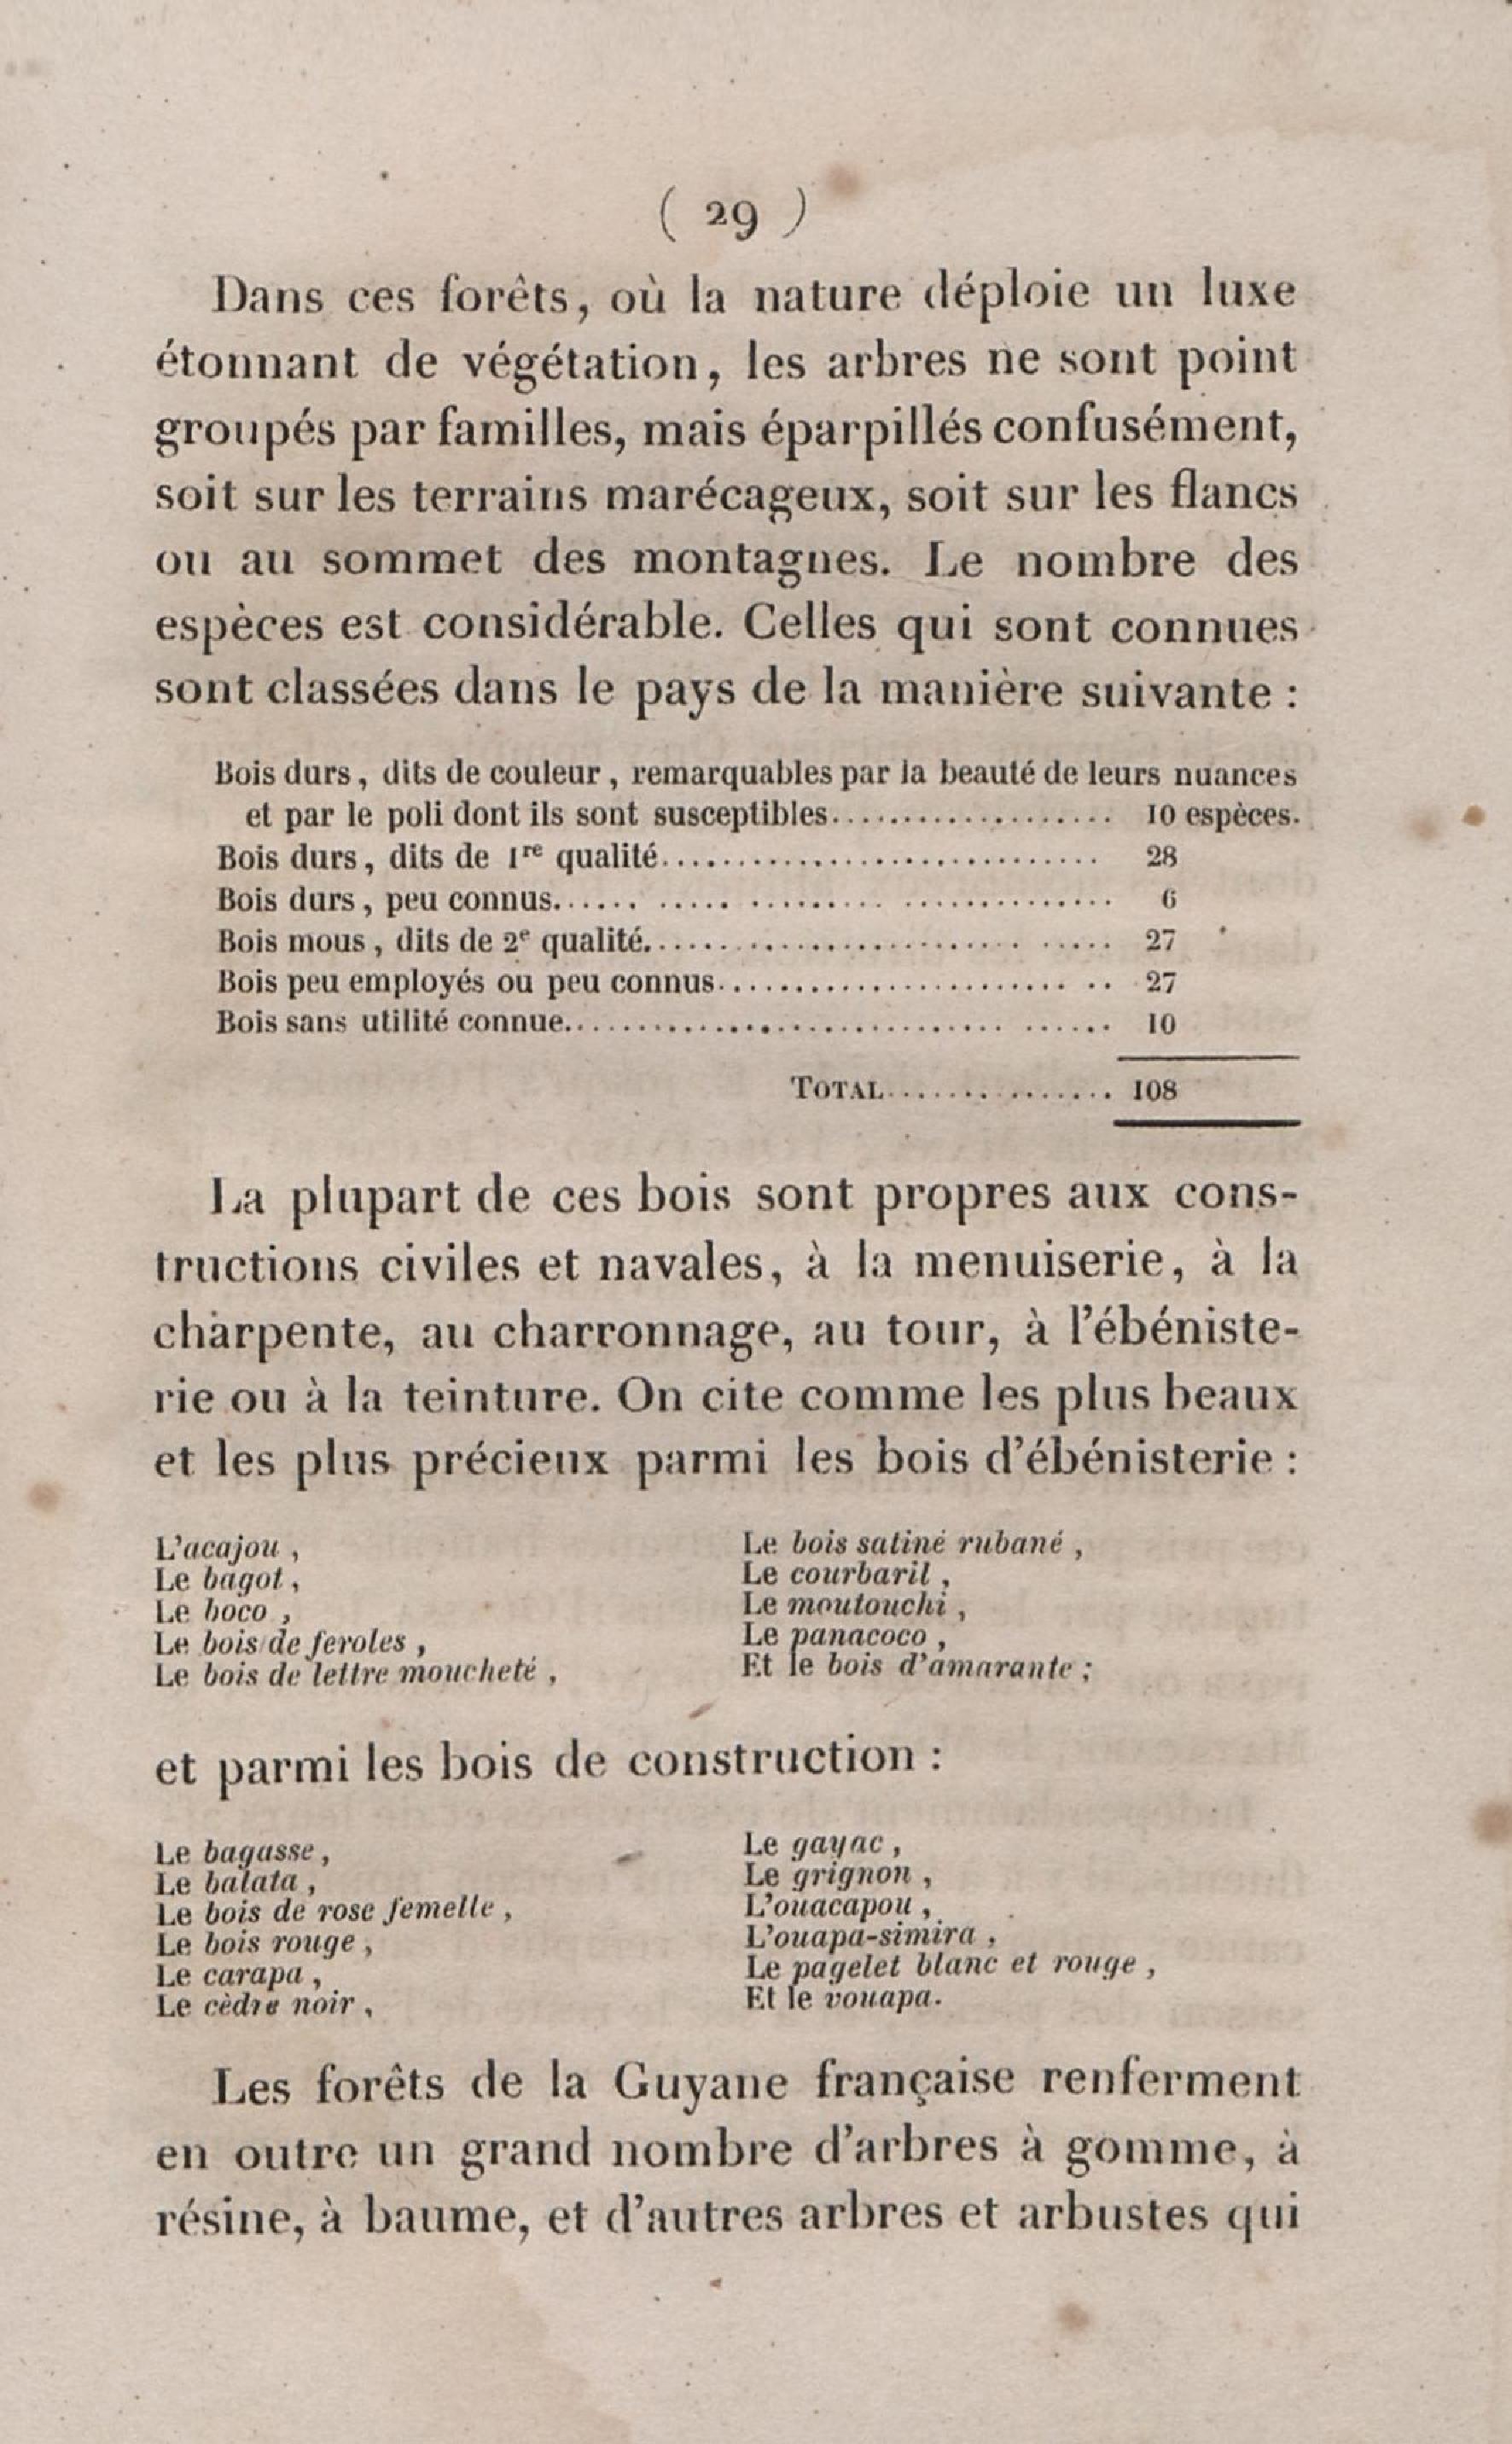 ( 29 )
Dans ces forêts, où la nature déploie un luxe
étonnant de végétation, les arbres ne sont point
groupés par familles, mais éparpillés confusément,
soit sur les terrains marécageux, soit sur les flancs
ou au sommet des montagnes. Le nombre des
espèces est considérable. Celles qui sont connues
sont classées dans le pays de la manière suivante :
Bois durs, dits de couleur, remarquables par la beauté de leurs nuances
et par le poli dont ils sont susceptibles................... 10 espèces.
Bois durs, dits de 1re qualité............................. 28
Bois durs, peu connus...... ..... ......... .............. 6
Bois mous, dits de 2e qualité........................ ..... 27
Bois peu employés ou peu connus....................... .. 27
Bois sans utilité connue............................. ...... 10
TOTAL............... 108
La plupart de ces bois sont propres aux cons-
tructions civiles et navales, à la menuiserie, à la
charpente, au charronnage, au tour, à l'ébéniste-
rie ou à la teinture. On cite comme les plus beaux
et les plus précieux parmi les bois d'ébénisterie :
L'acajou,
Le bagot,
Le boco,
Le bois de feroles,
Le bois de lettre moucheté,
Le bois satiné rubané,
Le courbaril,
Le moutouchi,
Le panacoco,
Et le bois d'amarante;
et parmi les bois de construction :
Le bagasse,
Le balata,
Le bois de rose femelle,
Le bois rouge,
Le carapa,
Le cèdre noir,
Le gayac,
Le grignon,
L'ouacapou,
L'ouapa-simira,
Le pagelet blanc et rouge,
Et le vouapa.
Les forêts de la Guyane française renferment
en outre un grand nombre d'arbres à gomme, à
résine, à baume, et d'autres arbres et arbustes qui